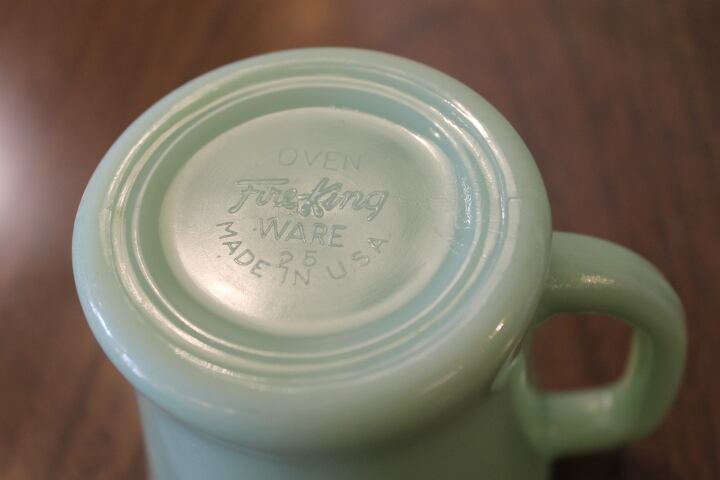 OVEN
Fire-King
WARE
25
MADE IN USA